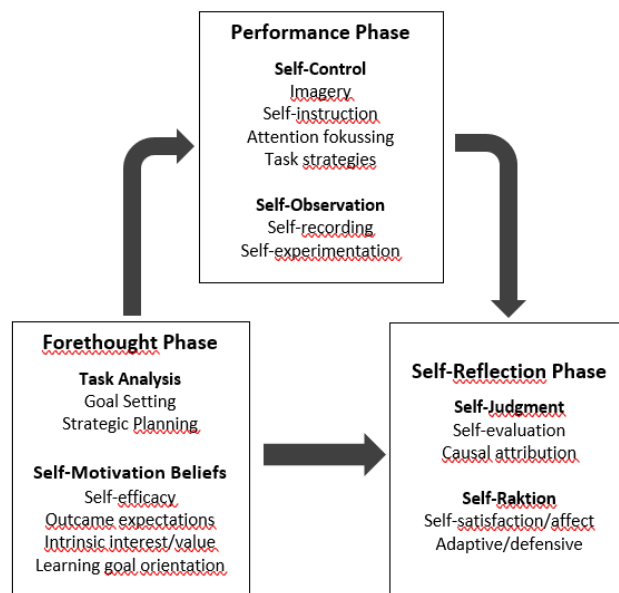 Performance Phase
Self-Control
Imagery
Self-instruction
Attention fokussing
Task strategies
Self-Observation
Self-recording
Self-experimentation
Forethought Phase
Task Analysis
Goal Setting
Strategic Planning
Self-Motivation Beliefs
Self-efficacy
Outcame expectations
Intrinsic interest/value
Learning goal orientation
Self-Reflection Phase
Self-Judgment
Self-evaluation
Causal attribution
Self-Raktion
Self-satisfaction/affect
Adaptive/defensive